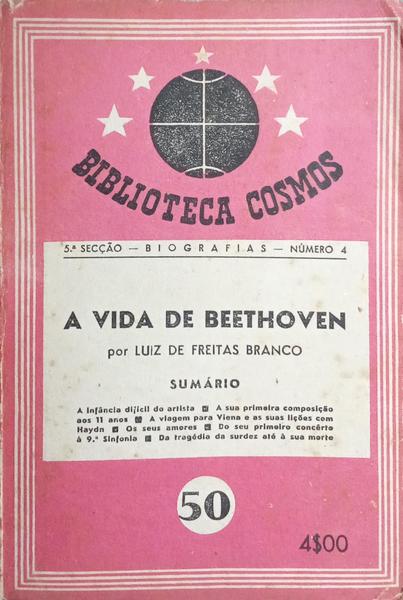 BIBLIOTECA COSMOS
5.ª SECÇÃO — BIOGRAFIAS — NÚMERO 4
A VIDA DE BEETHOVEN
por LUIZ DE FREITAS BRANCO
SUMÁRIO
A infância difícil do artista ■ A sua primeira composição
aos 11 anos ■ A viagem para Viena e as suas lições com
Haydn ■ Os seus amores ■ Do seu primeiro concêrto
à 9.ª Sinfonia ■ Da tragédia da surdez até à sua morte
50
4$00